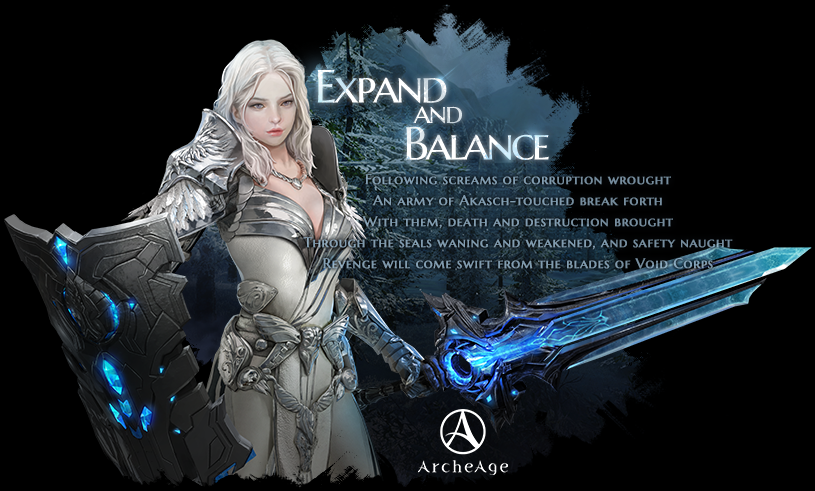 Expand
and
Balance
Following screams of corruption wrought
An army of Akasch-touched break forth
With them, death and destruction brought
Through the seals waning and weakened, and safety naught
Revenge will come swift from the blades of Void Corps
ArcheAge